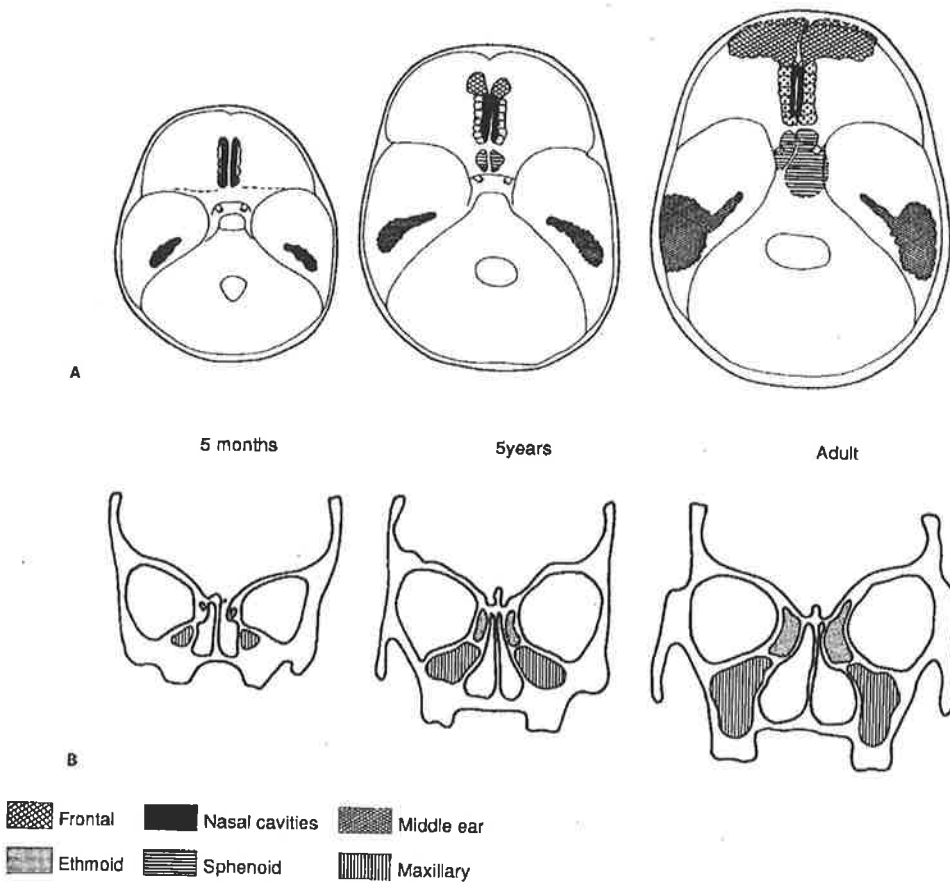 A
5 months
5years
Adult
B
Frontal
Nasal cavities
Middle ear
Ethmoid
Sphenoid
Maxillary